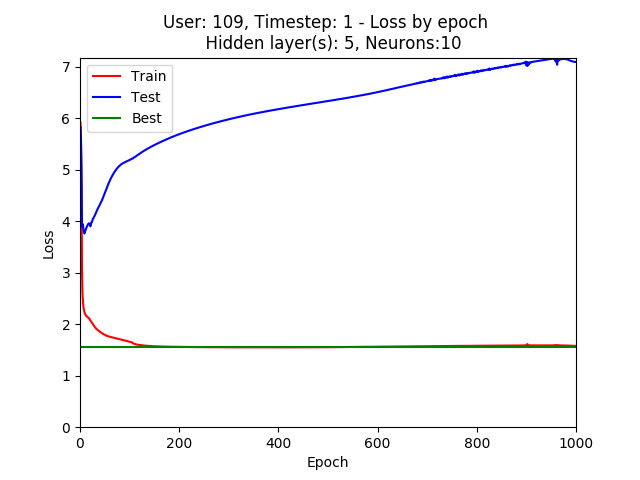 User: 109, Timestep: 1 - Loss by epoch
Hidden layer(s): 5, Neurons:10
Train
Test
Best
7
6
5
4
3
2
1
0
Loss
0 200 400 600 800 1000
Epoch